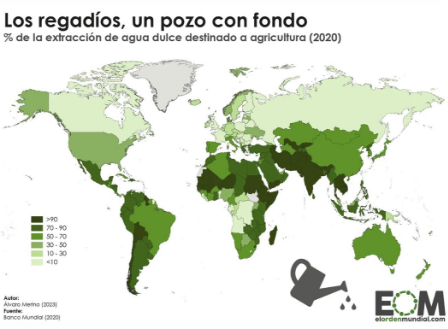 Los regadíos, un pozo con fondo
% de la extracción de agua dulce destinado a agricultura (2020)
>90
70 - 90
50 - 70
30 - 50
10 - 30
<10
Autor:
Álvaro Merino (2023)
Fuente:
Banco Mundial (2020)
EOM
elordenmundial.com